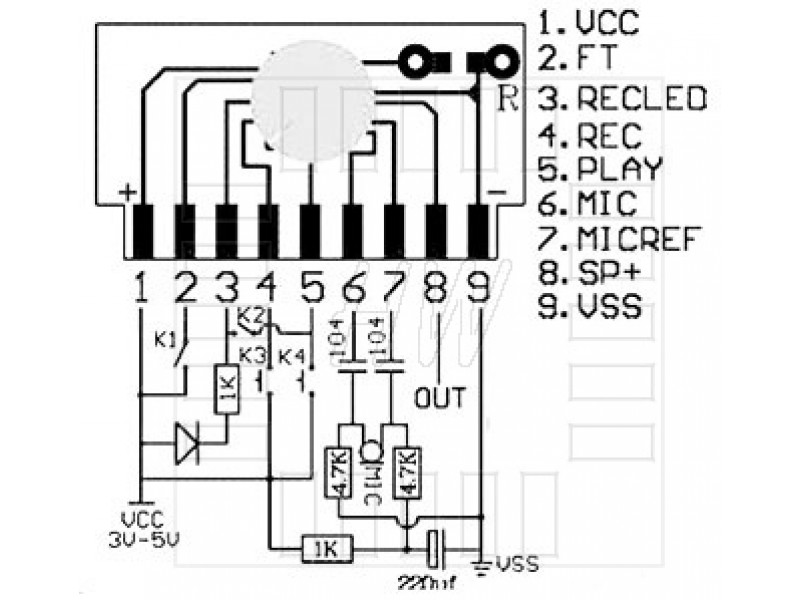 1. VCC
2. FT
3. RECLED
4. REC
5. PLAY
6. MIC
7. MICREF
8. SP+
9. VSS
R
+ −
1 2 3 4 5 6 7 8 9
K1
K2
K3
K4
104
104
1K
OUT
4.7K
MIC
4.7K
VCC
3V-5V
1K
220uf
VSS